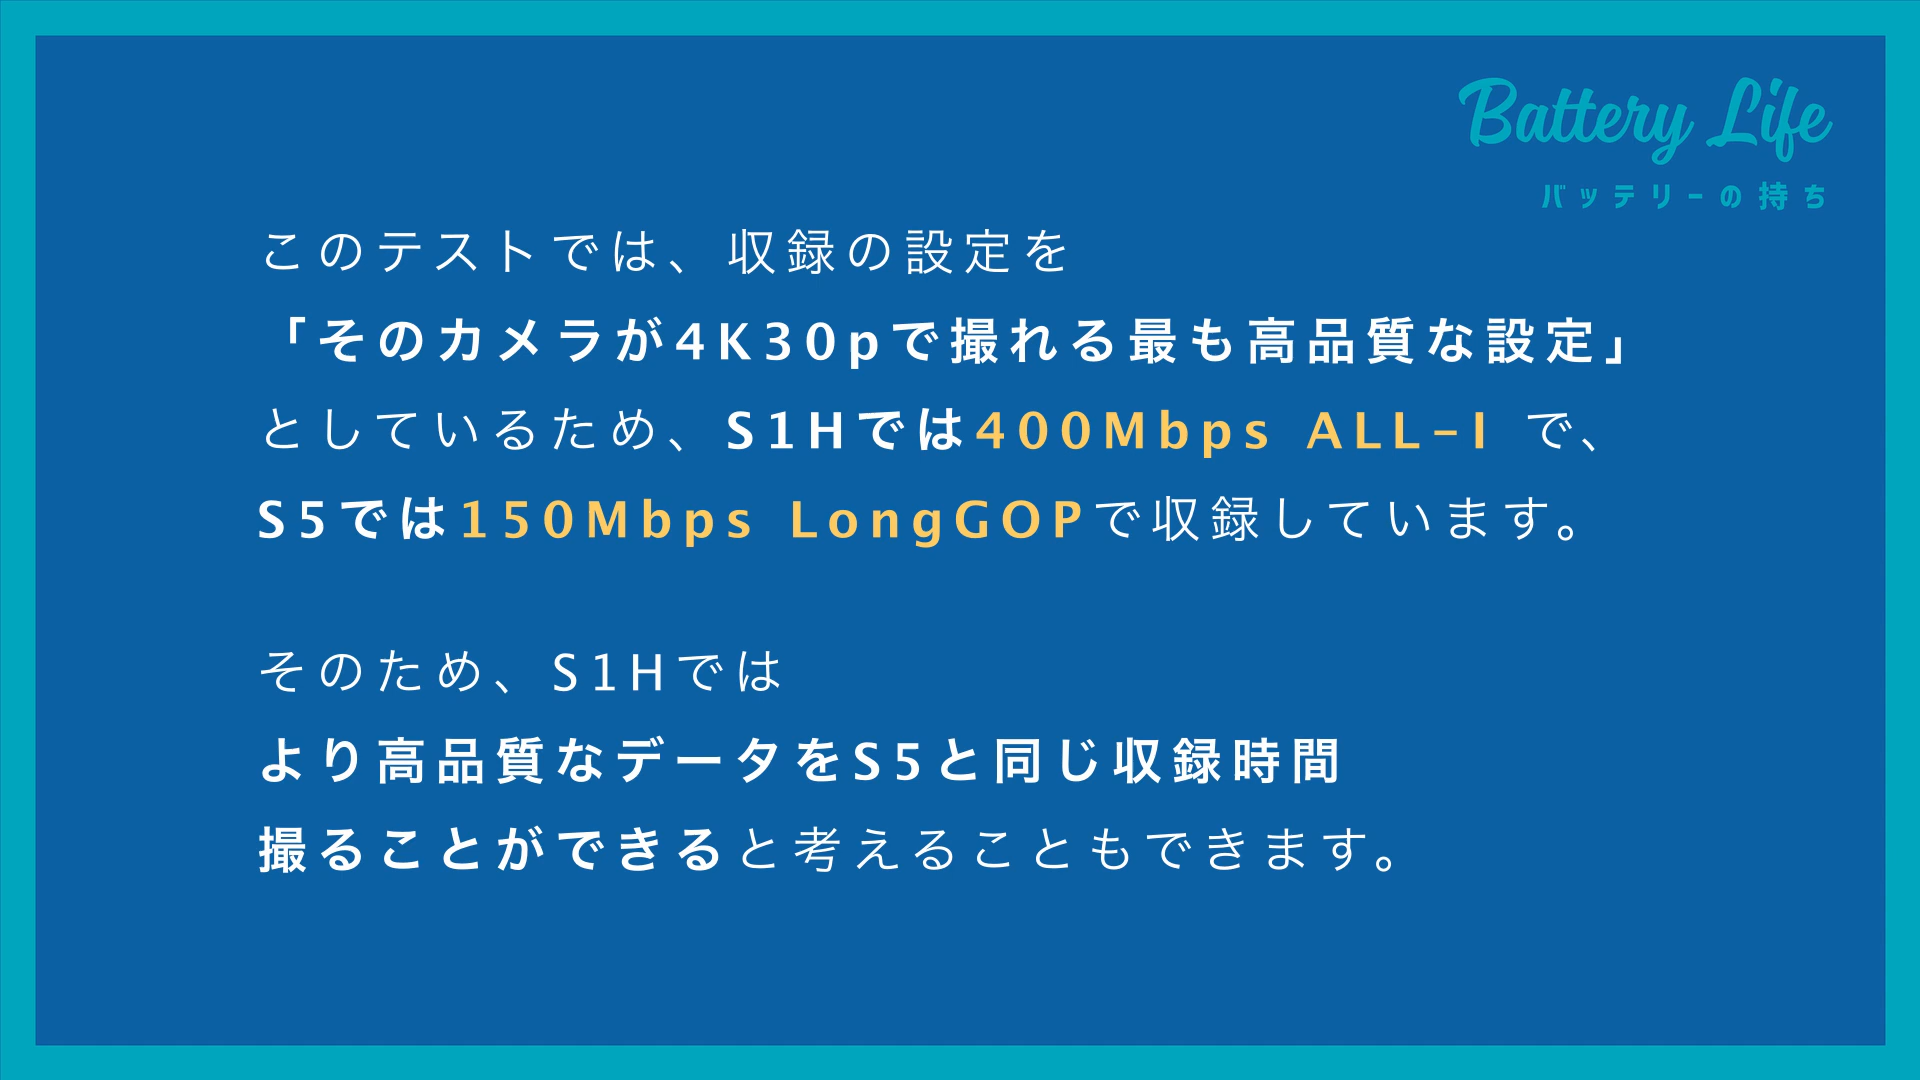 Battery Life
バッテリーの持ち
このテストでは、収録の設定を
「そのカメラが4K30pで撮れる最も高品質な設定」
としているため、S1Hでは400Mbps ALL-I で、
S5では150Mbps LongGOPで収録しています。
そのため、S1Hでは
より高品質なデータをS5と同じ収録時間
撮ることができると考えることもできます。